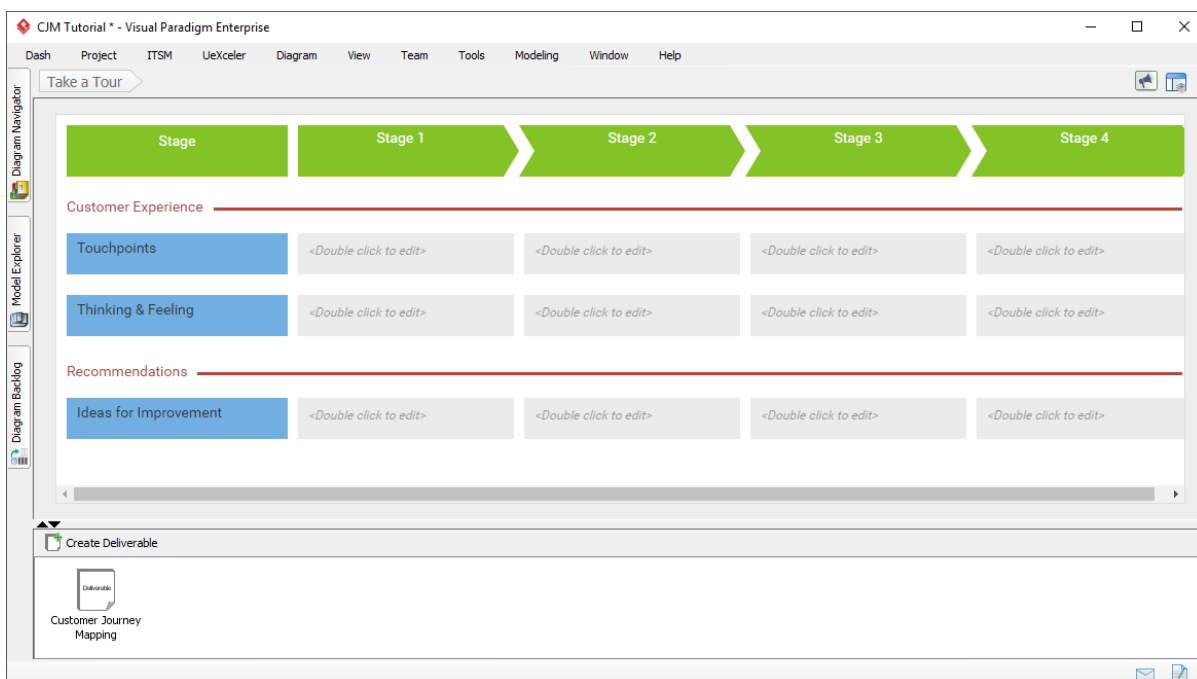 CJM Tutorial * - Visual Paradigm Enterprise
Dash Project ITSM UeXceler Diagram View Team Tools Modeling Window Help
Take a Tour
Diagram Navigator
Model Explorer
Diagram Backlog
Stage Stage 1 Stage 2 Stage 3 Stage 4
Customer Experience
Touchpoints <Double click to edit> <Double click to edit> <Double click to edit> <Double click to edit>
Thinking & Feeling <Double click to edit> <Double click to edit> <Double click to edit> <Double click to edit>
Recommendations
Ideas for Improvement <Double click to edit> <Double click to edit> <Double click to edit> <Double click to edit>
Create Deliverable
Deliverable
Customer Journey
Mapping